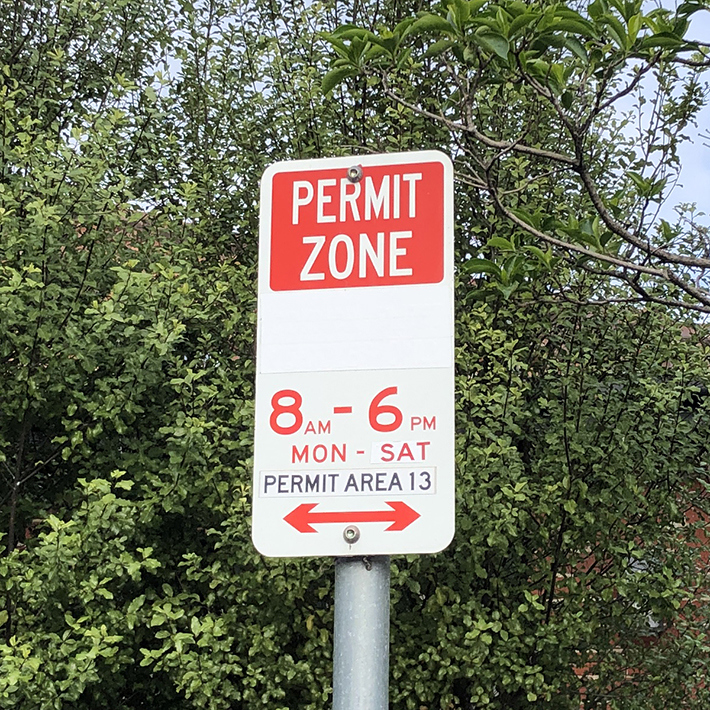 PERMIT
ZONE
8AM - 6PM
MON - SAT
PERMIT AREA 13